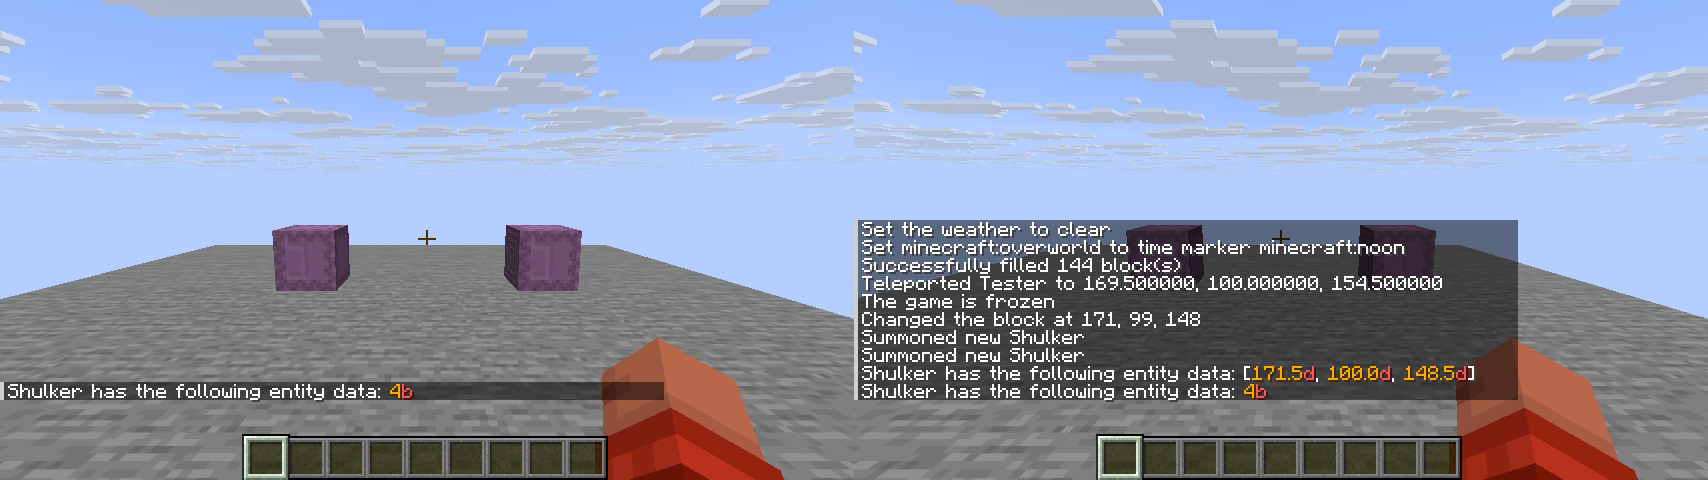 Shulker has the following entity data: 4b
Set the weather to clear
Set minecraft:overworld to time marker minecraft:noon
Successfully filled 144 block(s)
Teleported Tester to 169.500000, 100.000000, 154.500000
The game is frozen
Changed the block at 171, 99, 148
Summoned new Shulker
Summoned new Shulker
Shulker has the following entity data: [171.5d, 100.0d, 148.5d]
Shulker has the following entity data: 4b